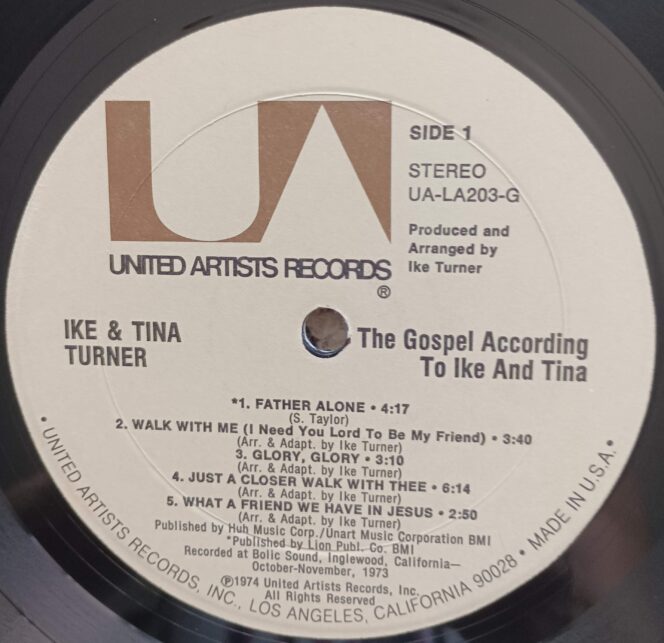 UA
SIDE 1
STEREO
UA-LA203-G
Produced and
Arranged by
Ike Turner
UNITED ARTISTS RECORDS
®
IKE & TINA
TURNER
The Gospel According
To Ike And Tina
*1. FATHER ALONE • 4:17
(S. Taylor)
2. WALK WITH ME (I Need You Lord To Be My Friend) • 3:40
(Arr. & Adapt. by Ike Turner)
3. GLORY, GLORY • 3:10
(Arr. & Adapt. by Ike Turner)
4. JUST A CLOSER WALK WITH THEE • 6:14
(Arr. & Adapt. by Ike Turner)
5. WHAT A FRIEND WE HAVE IN JESUS • 2:50
(Arr. & Adapt. by Ike Turner)
Published by Huh Music Corp./Unart Music Corporation BMI
*Published by Lion Publ. Co. BMI
Recorded at Bolic Sound, Inglewood, California—
October-November, 1973
℗1974 United Artists Records, Inc.
All Rights Reserved
• UNITED ARTISTS RECORDS, INC., LOS ANGELES, CALIFORNIA 90028 • MADE IN U.S.A. •